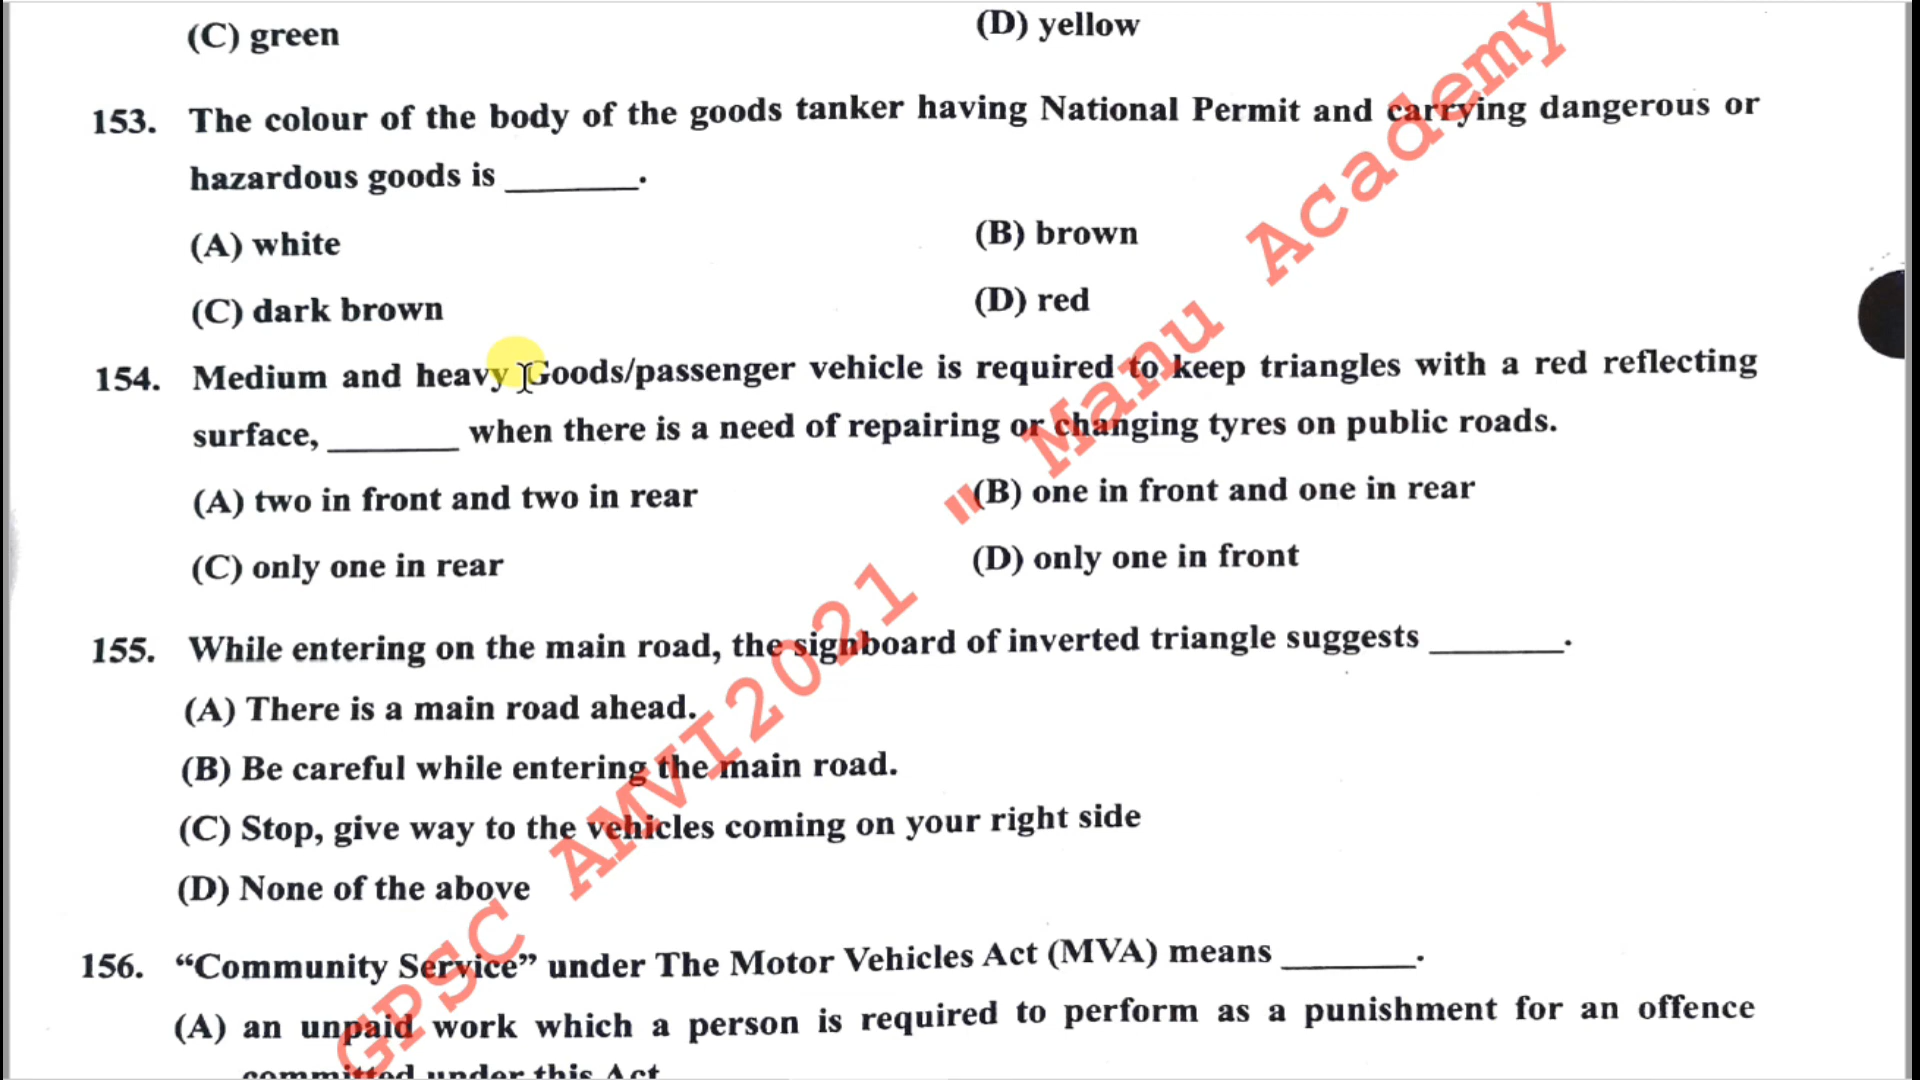 (C) green (D) yellow
153. The colour of the body of the goods tanker having National Permit and carrying dangerous or
hazardous goods is ________.
(A) white (B) brown
(C) dark brown (D) red
154. Medium and heavy Goods/passenger vehicle is required to keep triangles with a red reflecting
surface, ________ when there is a need of repairing or changing tyres on public roads.
(A) two in front and two in rear (B) one in front and one in rear
(C) only one in rear (D) only one in front
155. While entering on the main road, the signboard of inverted triangle suggests ________.
(A) There is a main road ahead.
(B) Be careful while entering the main road.
(C) Stop, give way to the vehicles coming on your right side
(D) None of the above
156. “Community Service” under The Motor Vehicles Act (MVA) means ________.
(A) an unpaid work which a person is required to perform as a punishment for an offence
committed under this Act
GPSC AMVI2021 " Manu Academy